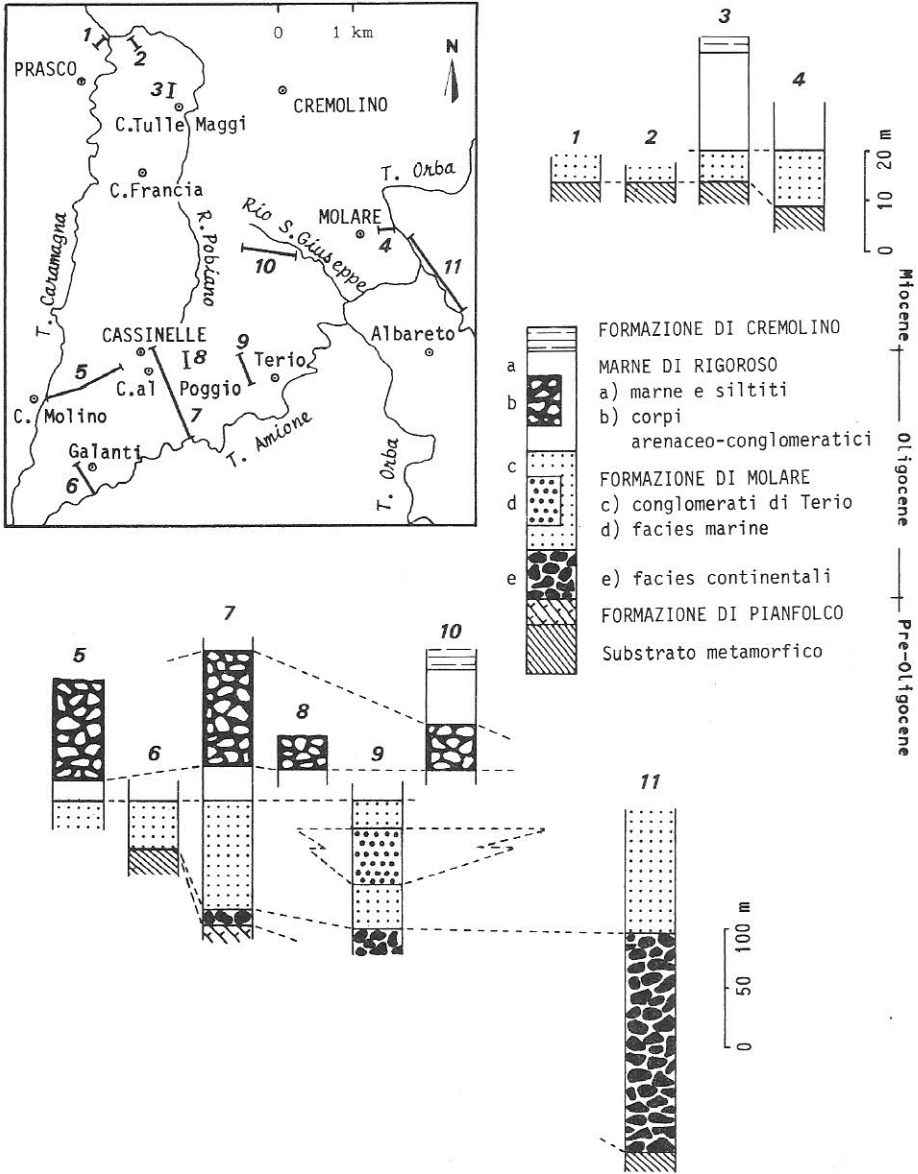 1
2
PRASCO
3
C.Tulle Maggi
C.Francia
0 1 km
N
CREMOLINO
T. Orba
MOLARE
4
11
Rio S. Giuseppe
10
R. Pobiano
T. Caramagna
CASSINELLE
5
8
9
Terio
Albareto
C.al Poggio
7
C. Molino
Galanti
6
T. Amione
T. Orba
3
4
1
2
20 m
10
0
a
b
c
d
e
FORMAZIONE DI CREMOLINO
MARNE DI RIGOROSO
a) marne e siltiti
b) corpi
arenaceo-conglomeratici
FORMAZIONE DI MOLARE
c) conglomerati di Terio
d) facies marine
e) facies continentali
FORMAZIONE DI PIANFOLCO
Substrato metamorfico
Miocene
Oligocene
Pre-Oligocene
5
6
7
8
9
10
11
100 m
50
0